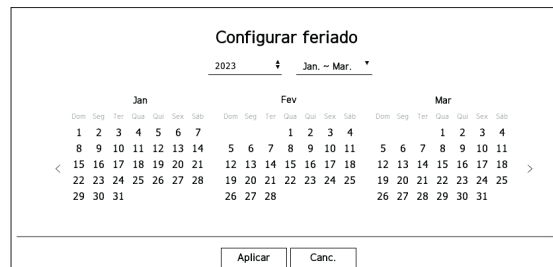 Configurar feriado
2023 Jan. ~ Mar.
Jan Fev Mar
Dom Seg Ter Qua Qui Sex Sáb Dom Seg Ter Qua Qui Sex Sáb Dom Seg Ter Qua Qui Sex Sáb
1 2 3 4 5 6 7 1 2 3 4 1 2 3 4
8 9 10 11 12 13 14 5 6 7 8 9 10 11 5 6 7 8 9 10 11
15 16 17 18 19 20 21 12 13 14 15 16 17 18 12 13 14 15 16 17 18
22 23 24 25 26 27 28 19 20 21 22 23 24 25 19 20 21 22 23 24 25
29 30 31 26 27 28 26 27 28 29 30 31
Aplicar Canc.